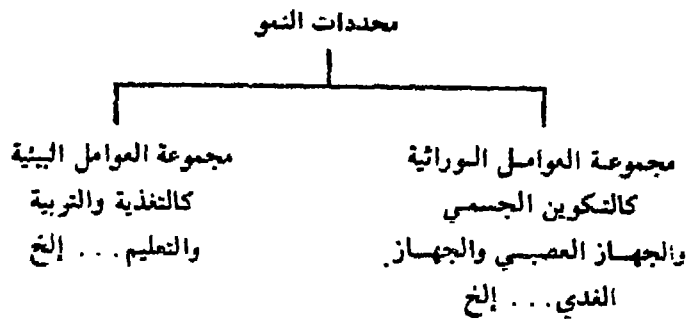 محددات النمو
مجموعة العوامل الوراثية
كالتكوين الجسمي
والجهاز العصبي والجهاز
الغدي... إلخ
مجموعة العوامل البيئية
كالتغذية والتربية
والتعليم... إلخ